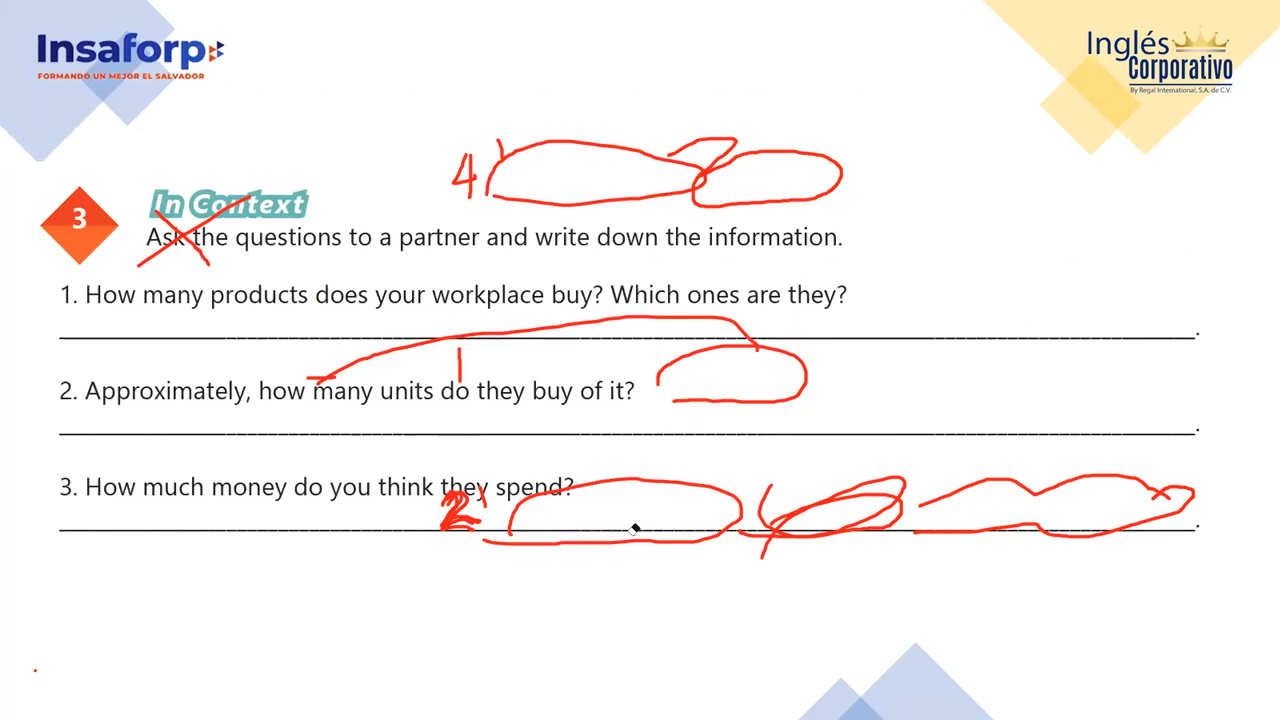 Insaforp
FORMANDO UN MEJOR EL SALVADOR
Inglés
Corporativo
By Regal International, S.A. de C.V.
4
3
In Context
Ask the questions to a partner and write down the information.
1. How many products does your workplace buy? Which ones are they?
2. Approximately, how many units do they buy of it?
3. How much money do you think they spend?
2